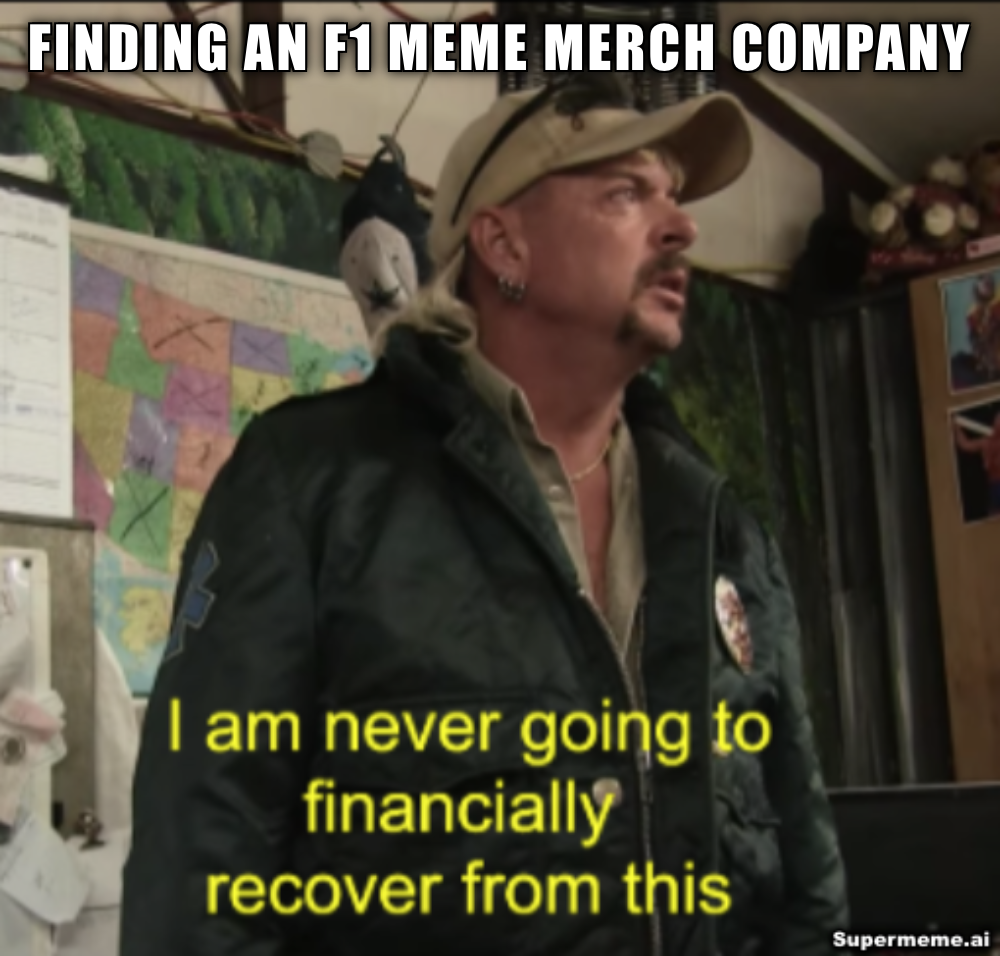 FINDING AN F1 MEME MERCH COMPANY
I am never going to
financially
recover from this
Supermeme.ai